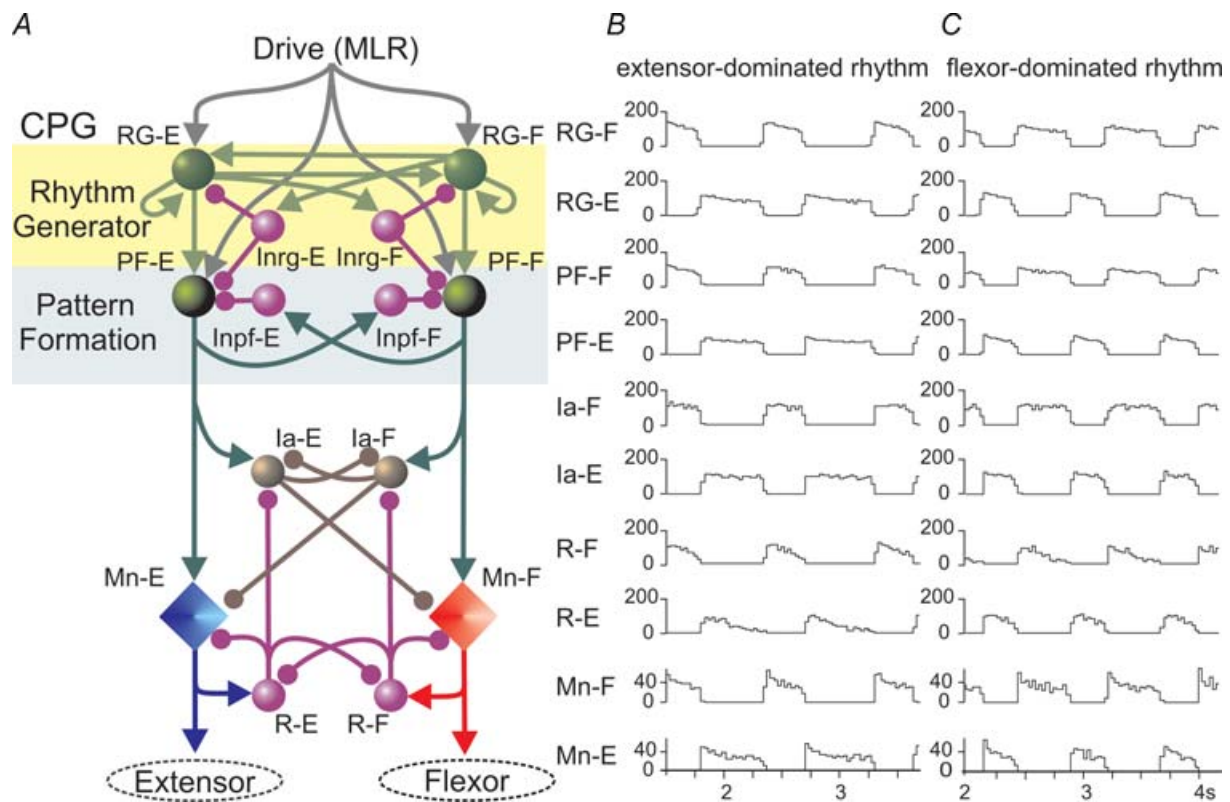 A
Drive (MLR)
CPG
RG-E
RG-F
Rhythm
Generator
Inrg-E
Inrg-F
PF-E
PF-F
Pattern
Formation
Inpf-E
Inpf-F
Ia-E
Ia-F
Mn-E
Mn-F
R-E
R-F
Extensor
Flexor
B
extensor-dominated rhythm
C
flexor-dominated rhythm
RG-F
200
0
200
0
RG-E
200
0
200
0
PF-F
200
0
200
0
PF-E
200
0
200
0
Ia-F
200
0
200
0
Ia-E
200
0
200
0
R-F
200
0
200
0
R-E
200
0
200
0
Mn-F
40
0
40
0
Mn-E
40
0
40
0
2
3
2
3
4s